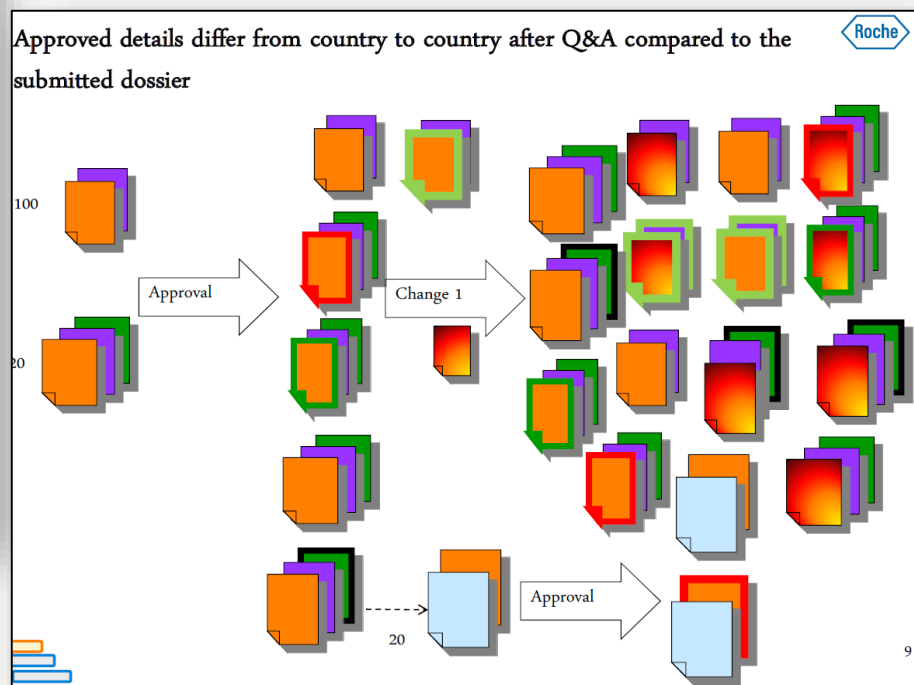 Approved details differ from country to country after Q&A compared to the
submitted dossier
Roche
100
Approval
Change 1
20
20
Approval
9